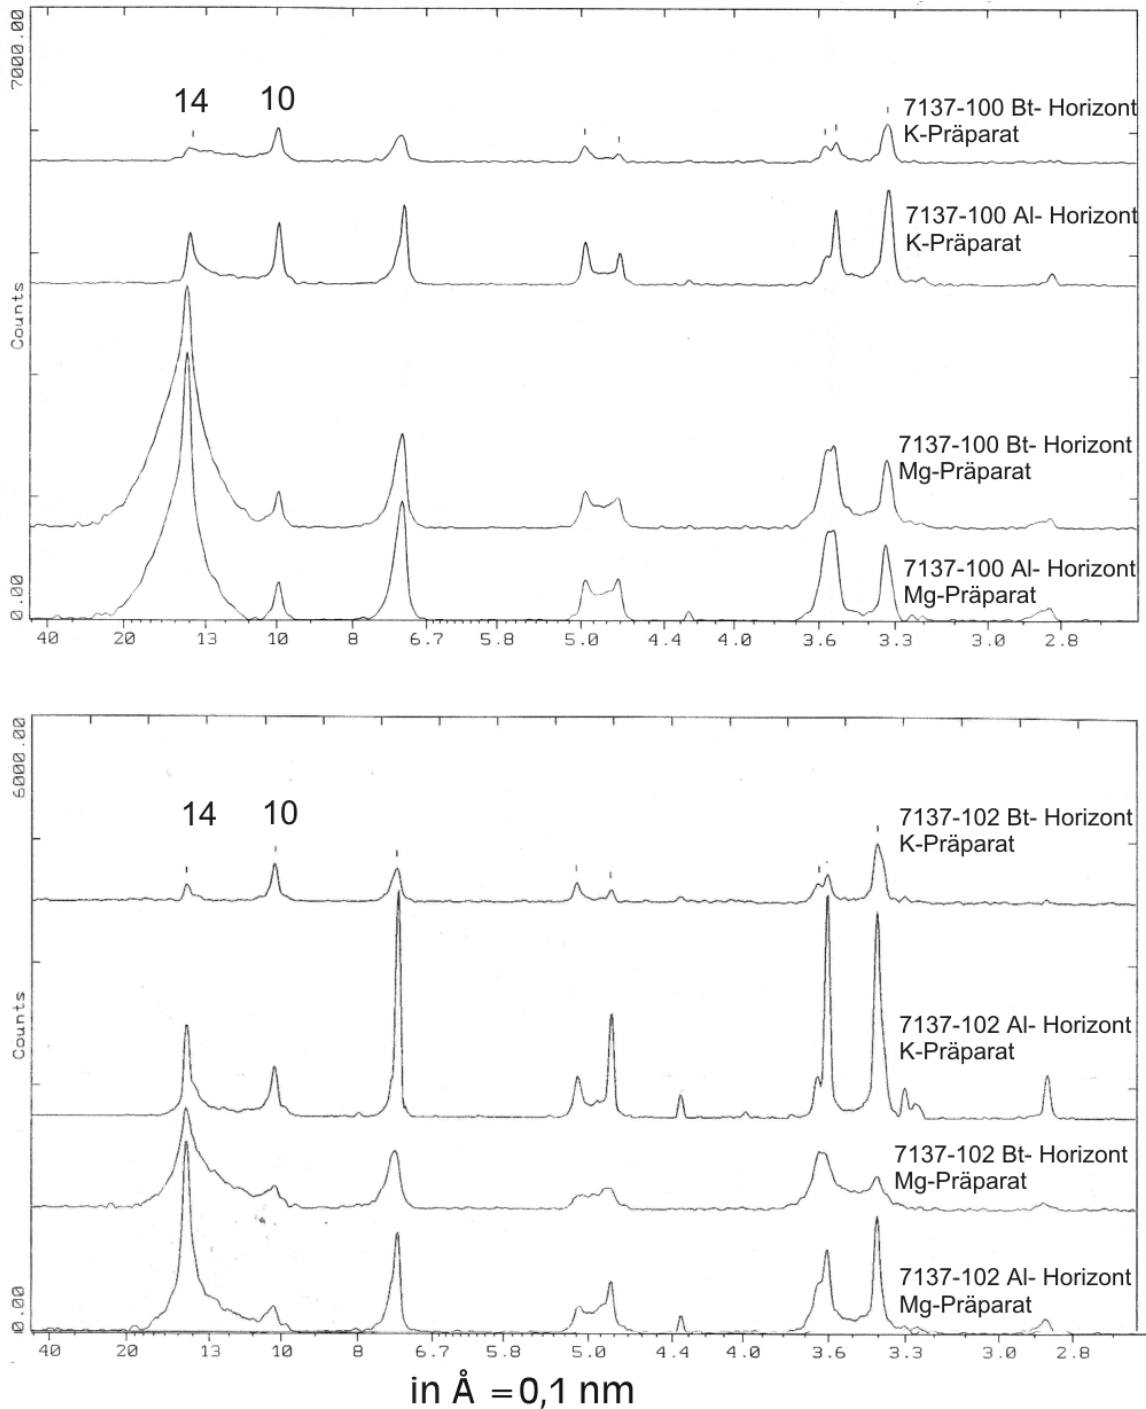 7000.00
14 10
7137-100 Bt- Horizont
K-Präparat
7137-100 Al- Horizont
K-Präparat
Counts
7137-100 Bt- Horizont
Mg-Präparat
7137-100 Al- Horizont
Mg-Präparat
0.00
40 20 13 10 8 6.7 5.8 5.0 4.4 4.0 3.6 3.3 3.0 2.8
6000.00
14 10
7137-102 Bt- Horizont
K-Präparat
Counts
7137-102 Al- Horizont
K-Präparat
7137-102 Bt- Horizont
Mg-Präparat
7137-102 Al- Horizont
Mg-Präparat
0.00
40 20 13 10 8 6.7 5.8 5.0 4.4 4.0 3.6 3.3 3.0 2.8
in Å = 0,1 nm